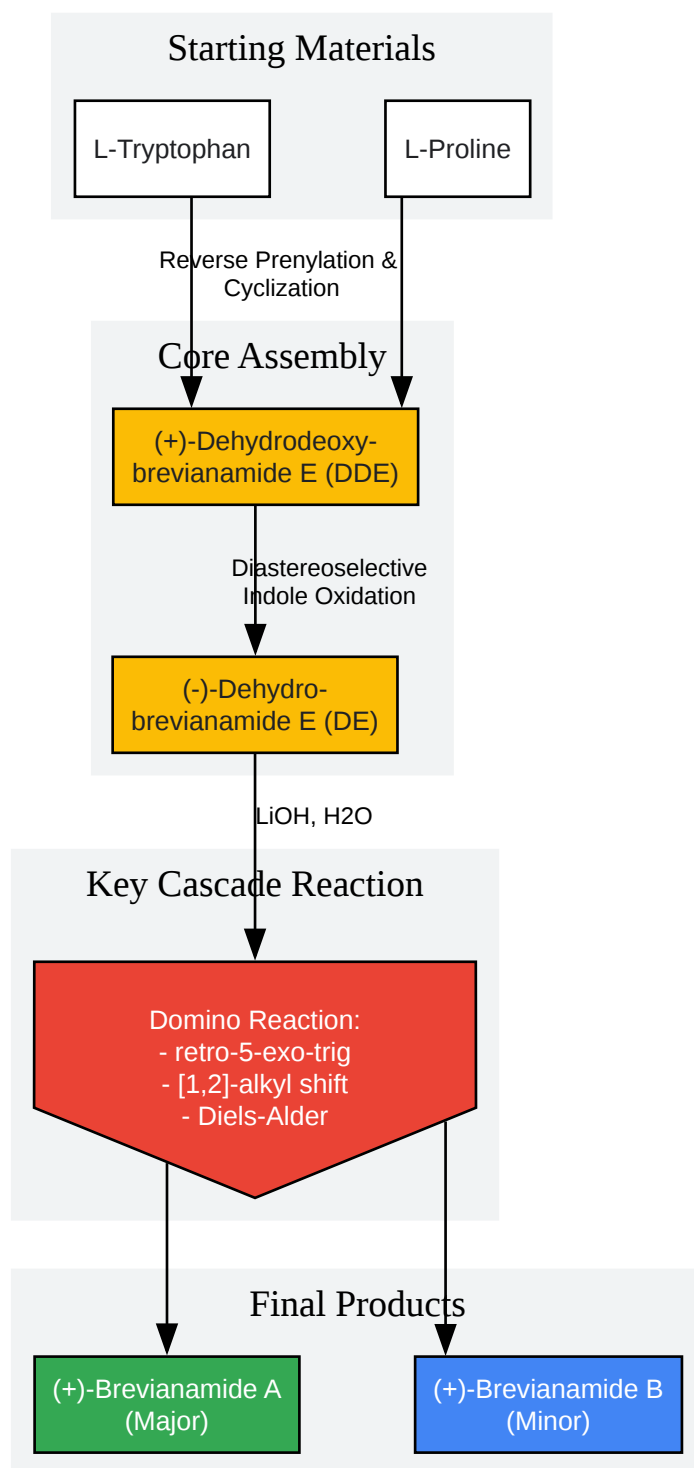 Starting Materials
L-Tryptophan
L-Proline
Reverse Prenylation &
Cyclization
Core Assembly
(+)-Dehydrodeoxy-
brevianamide E (DDE)
Diastereoselective
Indole Oxidation
(-)-Dehydro-
brevianamide E (DE)
LiOH, H2O
Key Cascade Reaction
Domino Reaction:
- retro-5-exo-trig
- [1,2]-alkyl shift
- Diels-Alder
Final Products
(+)-Brevianamide A
(Major)
(+)-Brevianamide B
(Minor)